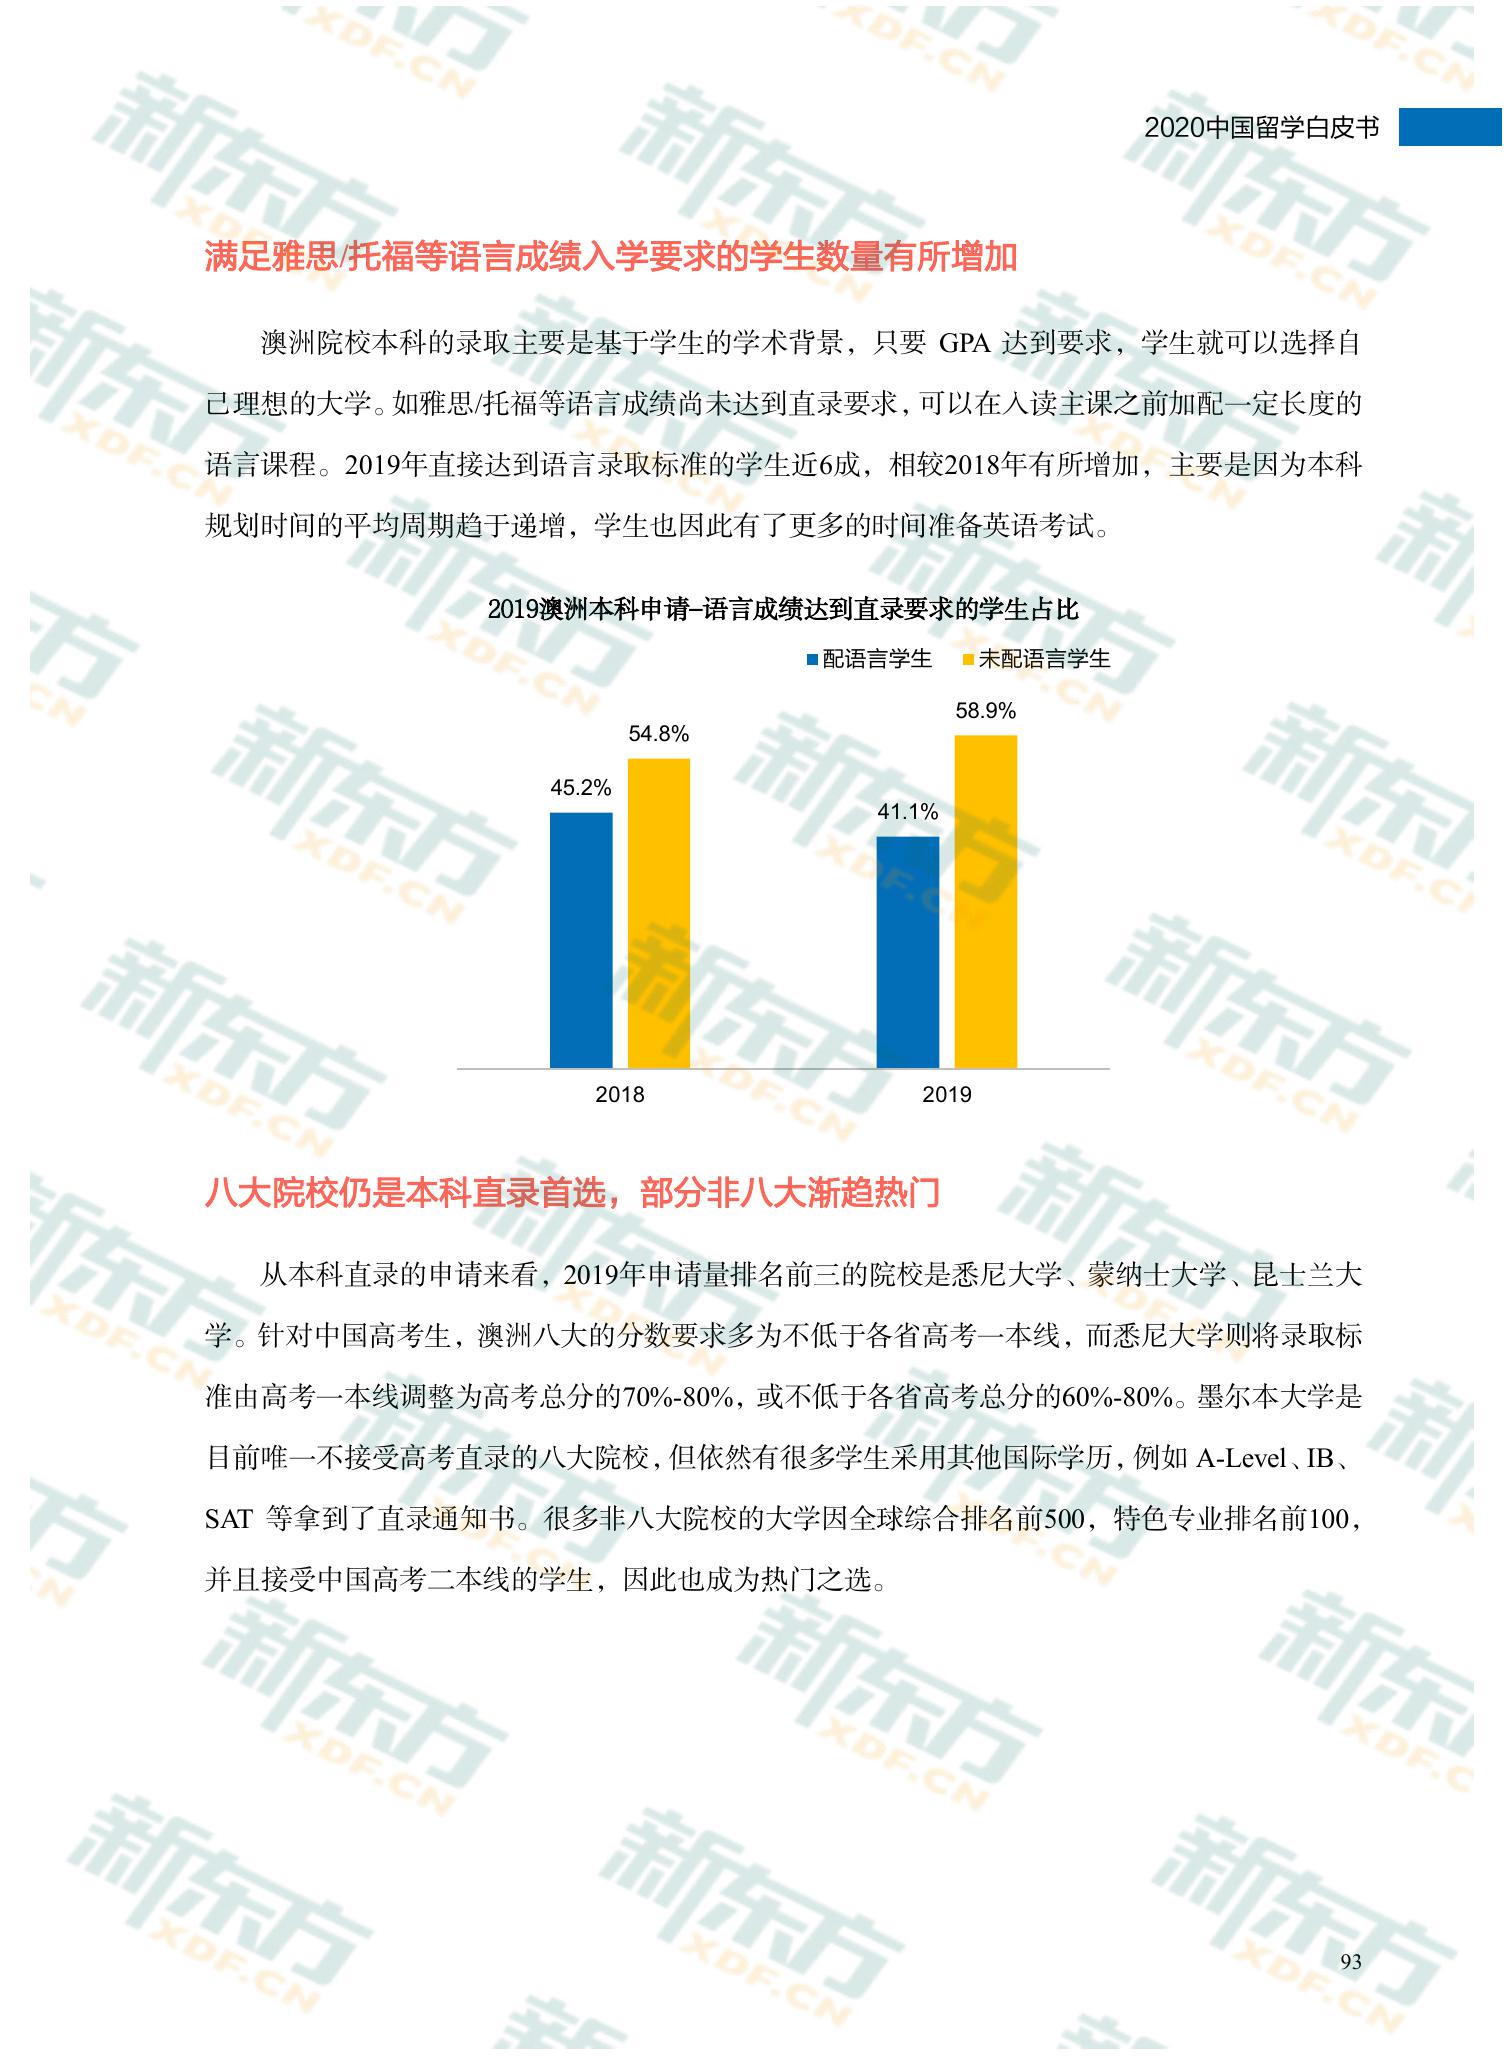 2020中国留学白皮书
满足雅思/托福等语言成绩入学要求的学生数量有所增加
澳洲院校本科的录取主要是基于学生的学术背景，只要 GPA 达到要求，学生就可以选择自
己理想的大学。如雅思/托福等语言成绩尚未达到直录要求，可以在入读主课之前加配一定长度的
语言课程。2019年直接达到语言录取标准的学生近6成，相较2018年有所增加，主要是因为本科
规划时间的平均周期趋于递增，学生也因此有了更多的时间准备英语考试。
2019澳洲本科申请–语言成绩达到直录要求的学生占比
配语言学生 未配语言学生
58.9%
54.8%
45.2%
41.1%
2018 2019
八大院校仍是本科直录首选，部分非八大渐趋热门
从本科直录的申请来看，2019年申请量排名前三的院校是悉尼大学、蒙纳士大学、昆士兰大
学。针对中国高考生，澳洲八大的分数要求多为不低于各省高考一本线，而悉尼大学则将录取标
准由高考一本线调整为高考总分的70%-80%，或不低于各省高考总分的60%-80%。墨尔本大学是
目前唯一不接受高考直录的八大院校，但依然有很多学生采用其他国际学历，例如 A-Level、IB、
SAT 等拿到了直录通知书。很多非八大院校的大学因全球综合排名前500，特色专业排名前100，
并且接受中国高考二本线的学生，因此也成为热门之选。
93
新东方
XDF.CN